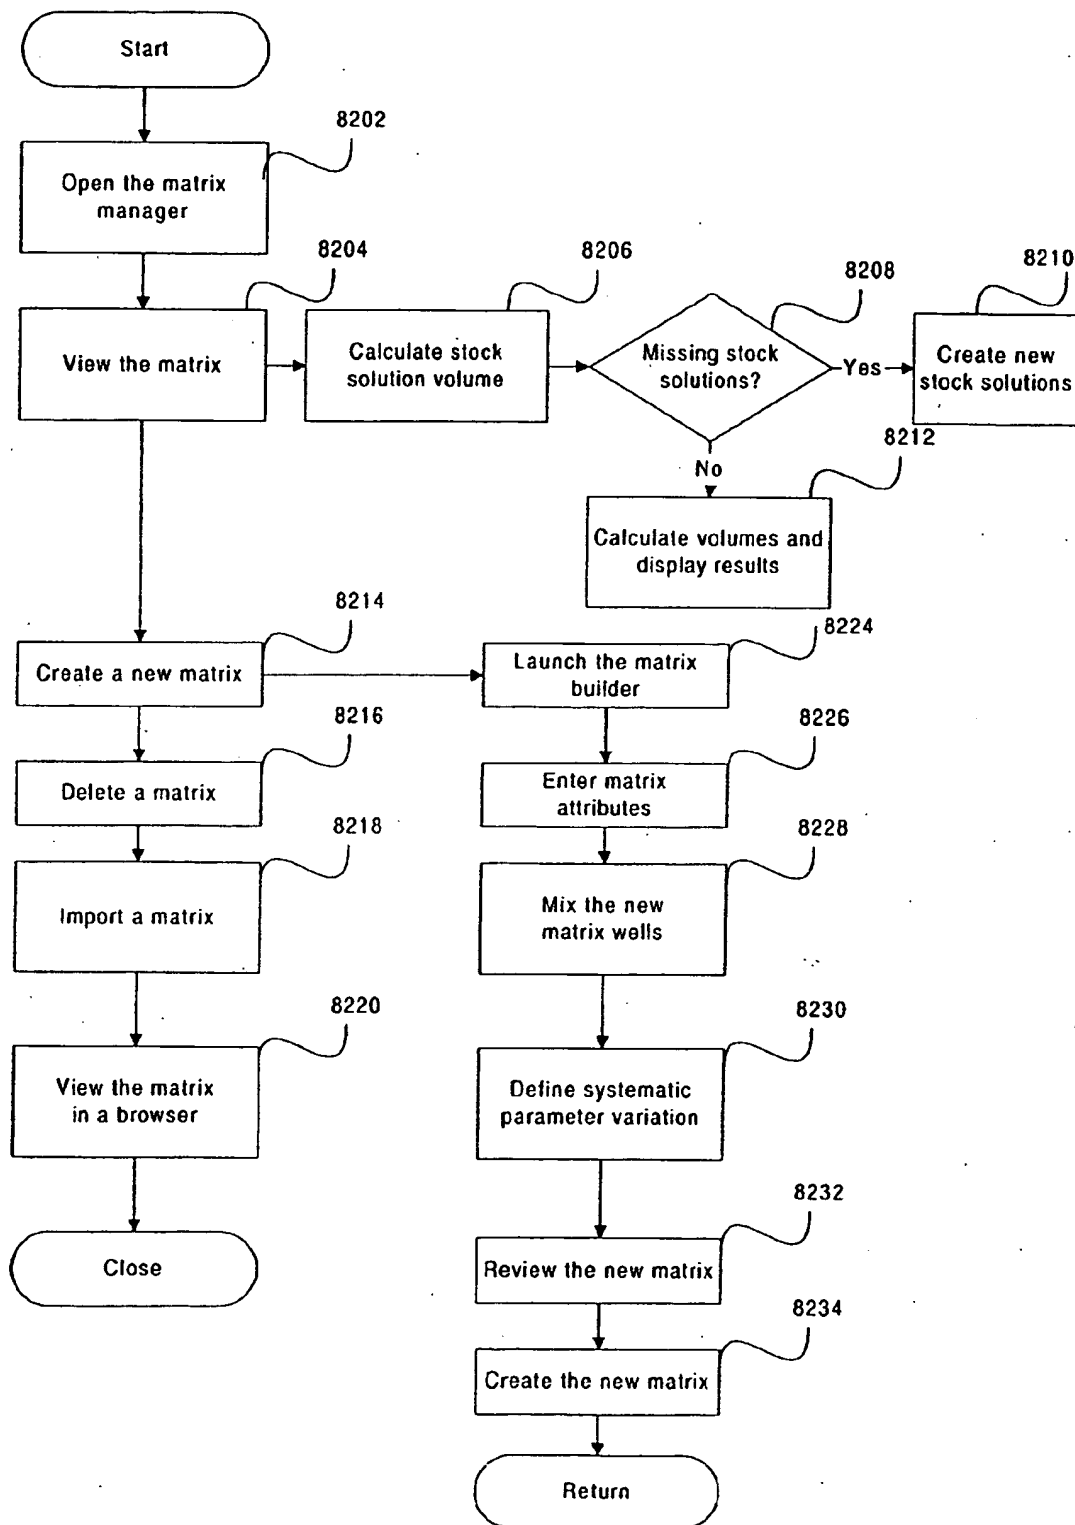 Start
8202
Open the matrix
manager
8204
8206
8208
8210
View the matrix
Calculate stock
solution volume
Missing stock
solutions?
Yes
Create new
stock solutions
No
8212
Calculate volumes and
display results
8214
8224
Create a new matrix
Launch the matrix
builder
8216
8226
Delete a matrix
Enter matrix
attributes
8218
8228
Import a matrix
Mix the new
matrix wells
8220
8230
View the matrix
in a browser
Define systematic
parameter variation
8232
Close
Review the new matrix
8234
Create the new matrix
Return